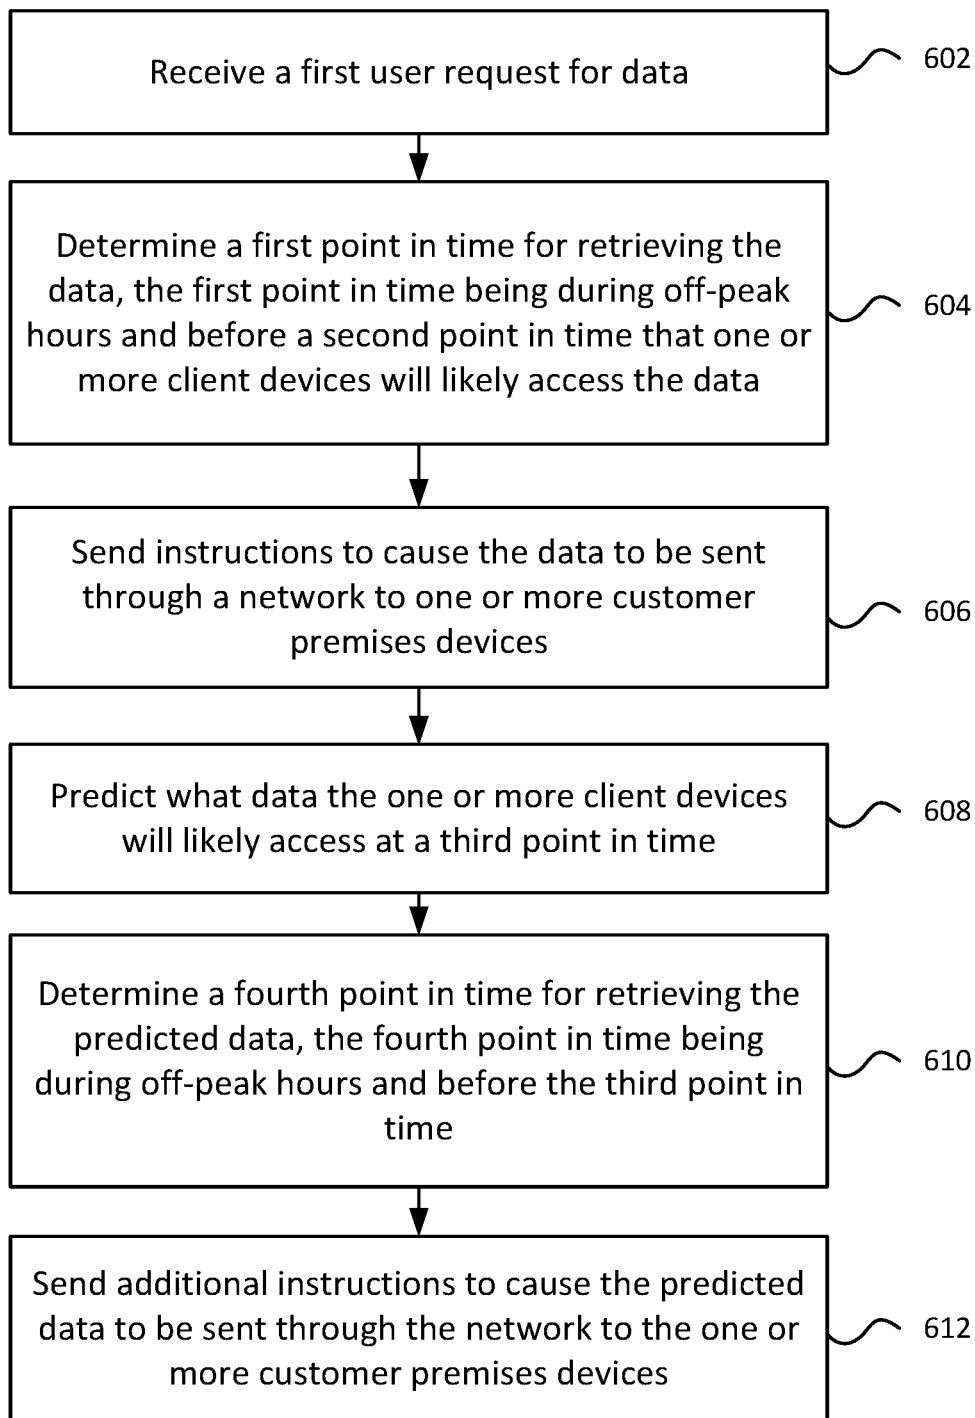 Receive a first user request for data
602
Determine a first point in time for retrieving the
data, the first point in time being during off-peak
hours and before a second point in time that one or
more client devices will likely access the data
604
Send instructions to cause the data to be sent
through a network to one or more customer
premises devices
606
Predict what data the one or more client devices
will likely access at a third point in time
608
Determine a fourth point in time for retrieving the
predicted data, the fourth point in time being
during off-peak hours and before the third point in
time
610
Send additional instructions to cause the predicted
data to be sent through the network to the one or
more customer premises devices
612